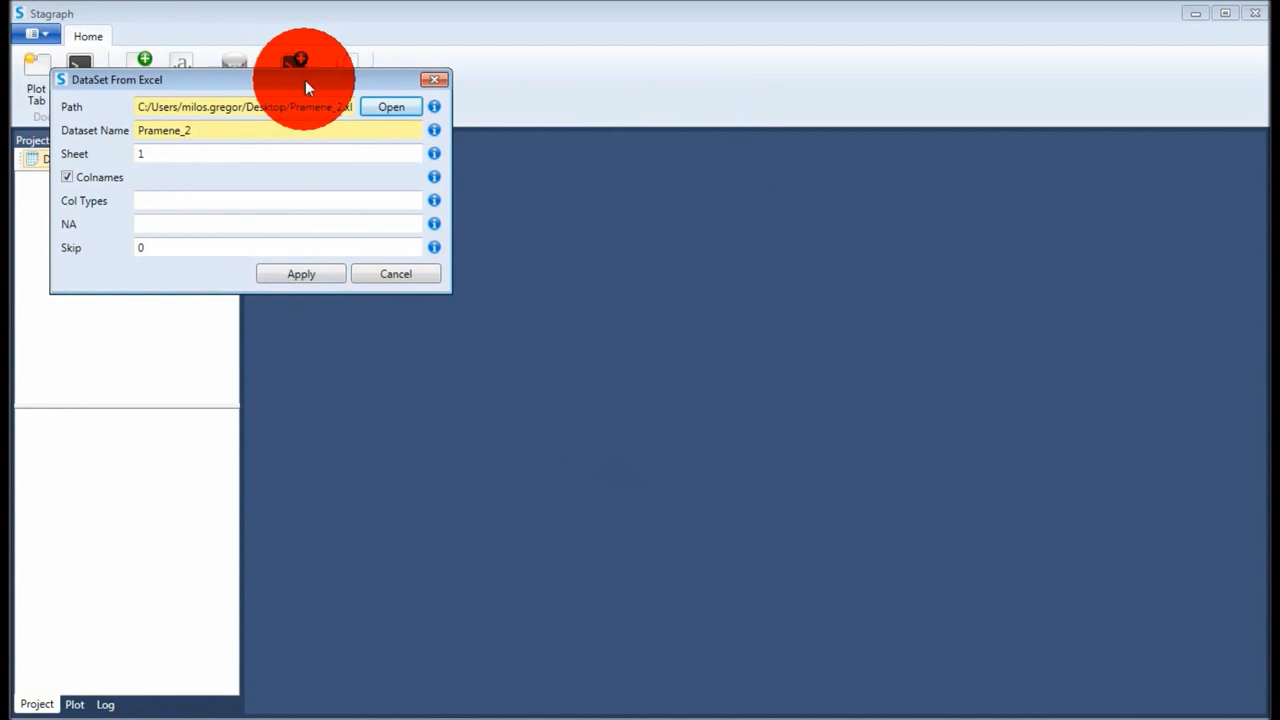 Stagraph
Home
Plot
Tab
DataSet From Excel
Path C:/Users/milos.gregor/Desktop/Pramene_2.xl Open
Dataset Name Pramene_2
Sheet 1
Colnames
Col Types
NA
Skip 0
Apply Cancel
Project
Project Plot Log